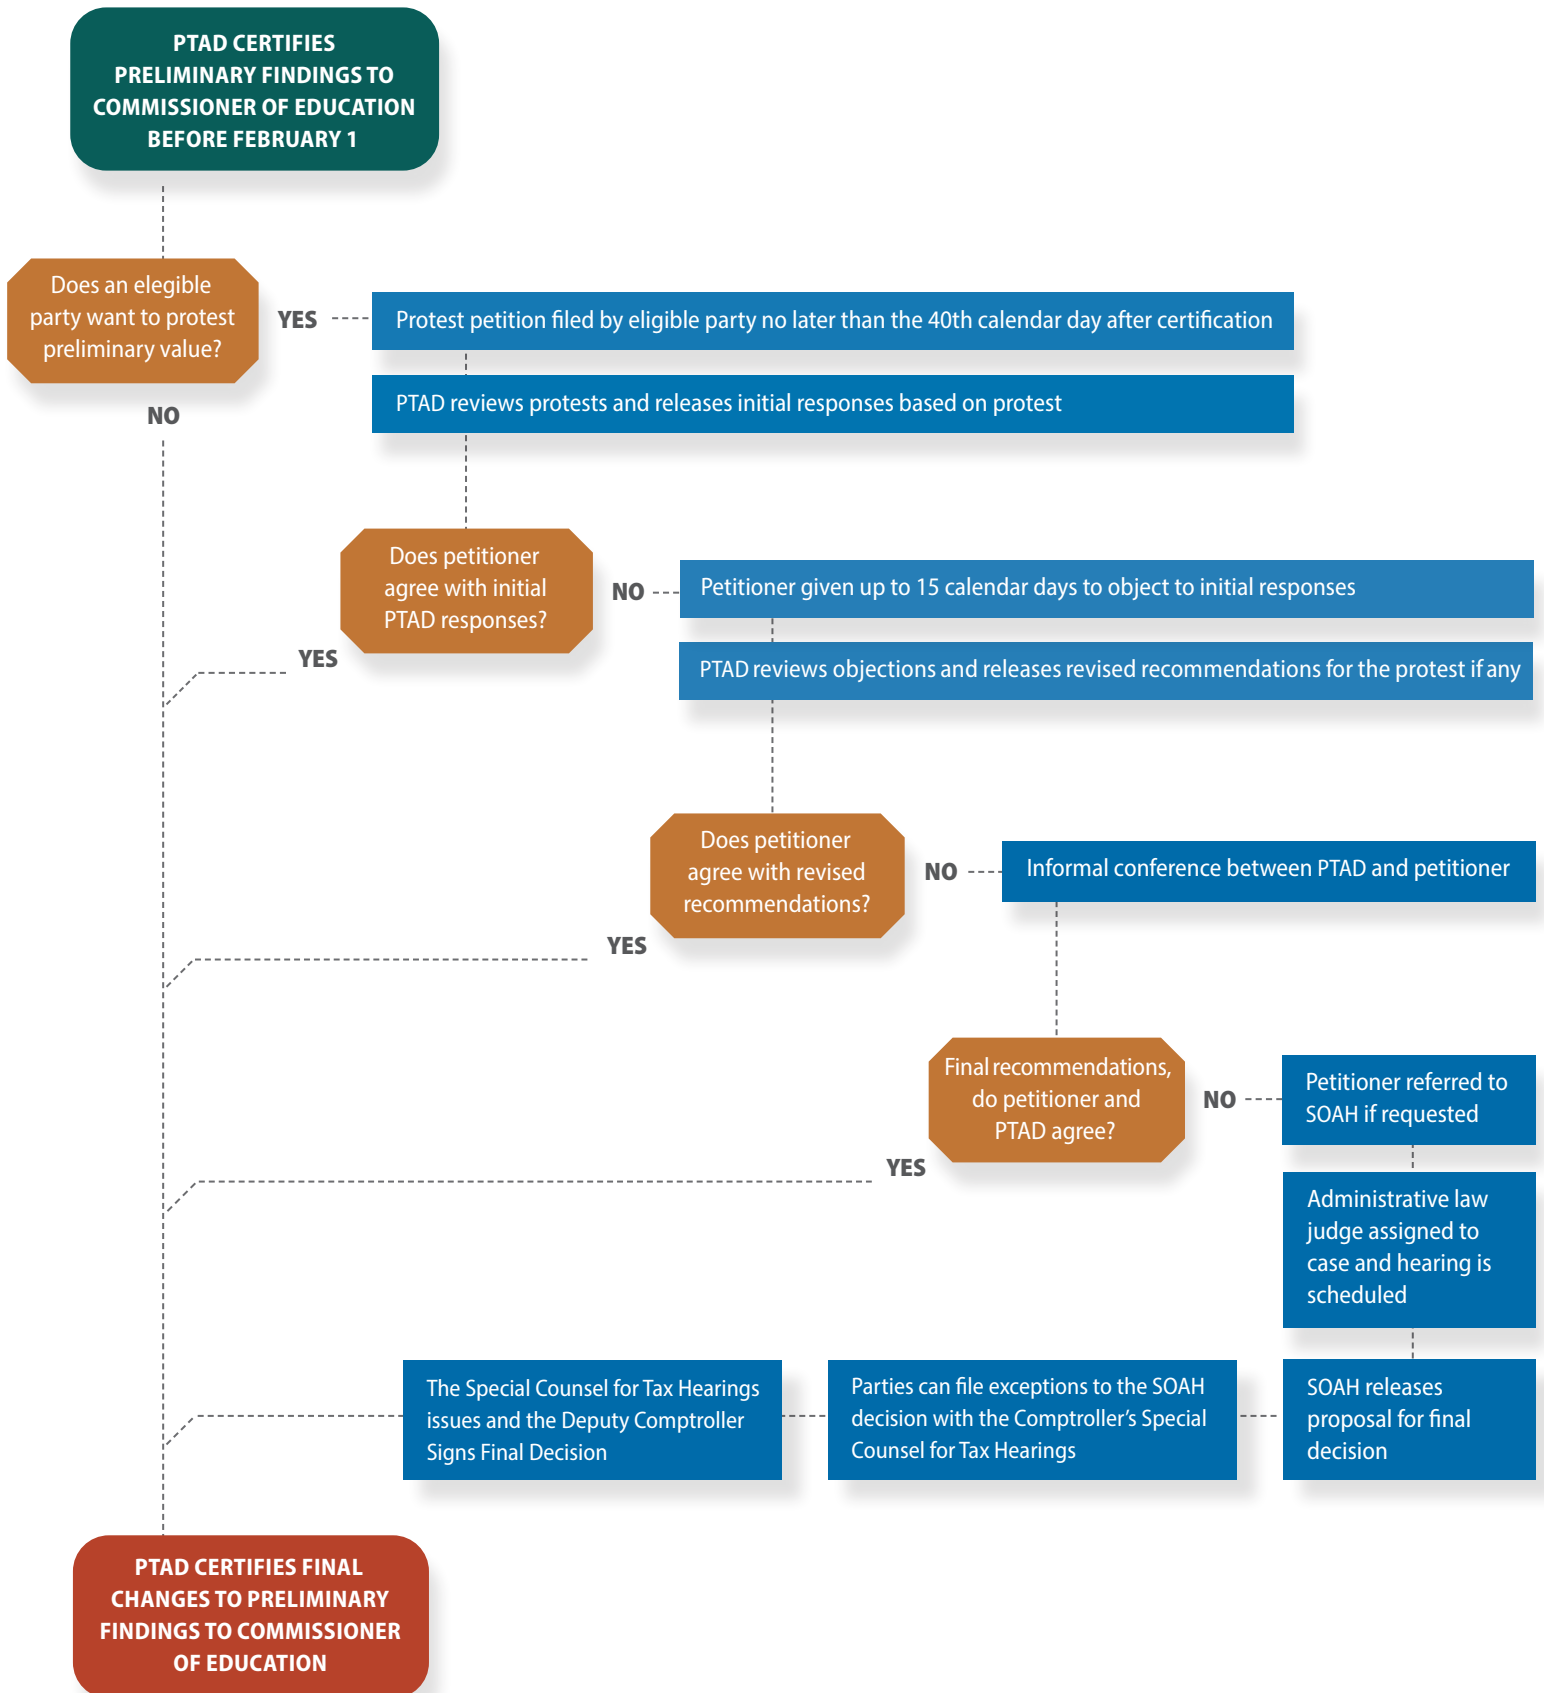 PTAD CERTIFIES
PRELIMINARY FINDINGS TO
COMMISSIONER OF EDUCATION
BEFORE FEBRUARY 1
Does an elegible
party want to protest
preliminary value?
YES
Protest petition filed by eligible party no later than the 40th calendar day after certification
PTAD reviews protests and releases initial responses based on protest
NO
Does petitioner
agree with initial
PTAD responses?
NO
Petitioner given up to 15 calendar days to object to initial responses
PTAD reviews objections and releases revised recommendations for the protest if any
YES
Does petitioner
agree with revised
recommendations?
NO
Informal conference between PTAD and petitioner
YES
Final recommendations,
do petitioner and
PTAD agree?
NO
Petitioner referred to
SOAH if requested
YES
Administrative law
judge assigned to
case and hearing is
scheduled
SOAH releases
proposal for final
decision
Parties can file exceptions to the SOAH
decision with the Comptroller’s Special
Counsel for Tax Hearings
The Special Counsel for Tax Hearings
issues and the Deputy Comptroller
Signs Final Decision
PTAD CERTIFIES FINAL
CHANGES TO PRELIMINARY
FINDINGS TO COMMISSIONER
OF EDUCATION